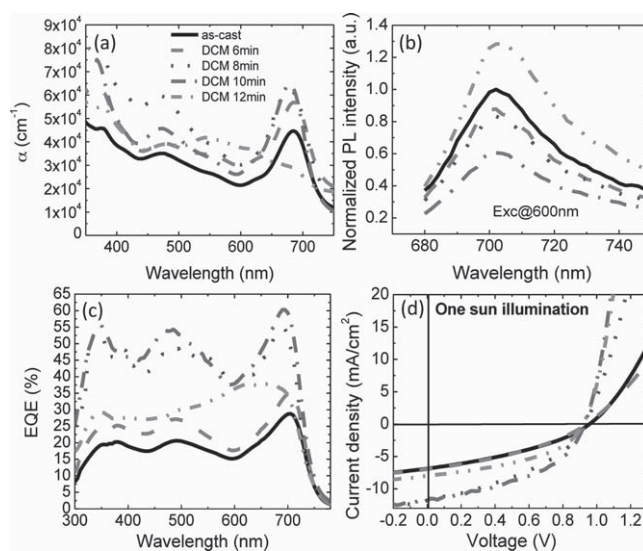 (a)
as-cast
DCM 6min
DCM 8min
DCM 10min
DCM 12min
9x10⁴
8x10⁴
7x10⁴
6x10⁴
5x10⁴
4x10⁴
3x10⁴
2x10⁴
1x10⁴
α (cm⁻¹)
400 500 600 700
Wavelength (nm)
(b)
1.4
1.2
1.0
0.8
0.6
0.4
0.2
Normalized PL intensity (a.u.)
Exc@600nm
680 700 720 740
Wavelength (nm)
(c)
65
60
55
50
45
40
35
30
25
20
15
10
5
0
EQE (%)
300 400 500 600 700
Wavelength (nm)
(d)
One sun illumination
20
15
10
5
0
-5
-10
Current density (mA/cm²)
-0.2 0.0 0.2 0.4 0.6 0.8 1.0 1.2
Voltage (V)